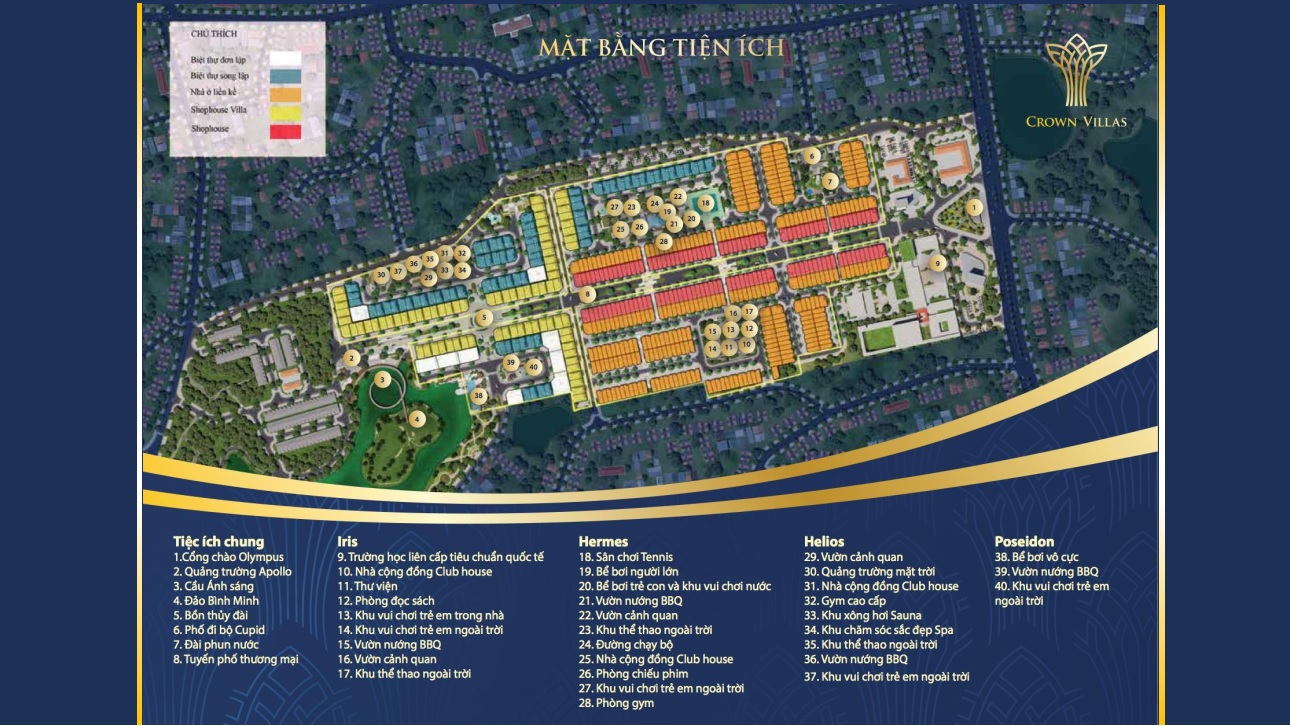 MẶT BẰNG TIỆN ÍCH
CHÚ THÍCH
Biệt thự đơn lập
Biệt thự song lập
Nhà ở liền kề
Shophouse Villa
Shophouse
CROWN VILLAS
6
7
22
24
18
27
23
19
20
21
25
26
28
1
9
31
32
35
36
33
34
37
30
29
8
5
16
17
15
13
12
14
11
10
2
3
39
40
38
4
Tiệc ích chung
1.Cổng chào Olympus
2. Quảng trường Apollo
3. Cầu Ánh sáng
4. Đảo Bình Minh
5. Bồn thủy đài
6. Phố đi bộ Cupid
7. Đài phun nước
8. Tuyến phố thương mại
Iris
9. Trường học liên cấp tiêu chuẩn quốc tế
10. Nhà cộng đồng Club house
11. Thư viện
12. Phòng đọc sách
13. Khu vui chơi trẻ em trong nhà
14. Khu vui chơi trẻ em ngoài trời
15. Vườn nướng BBQ
16. Vườn cảnh quan
17. Khu thể thao ngoài trời
Hermes
18. Sân chơi Tennis
19. Bể bơi người lớn
20. Bể bơi trẻ con và khu vui chơi nước
21. Vườn nướng BBQ
22. Vườn cảnh quan
23. Khu thể thao ngoài trời
24. Đường chạy bộ
25. Nhà cộng đồng Club house
26. Phòng chiếu phim
27. Khu vui chơi trẻ em ngoài trời
28. Phòng gym
Helios
29. Vườn cảnh quan
30. Quảng trường mặt trời
31. Nhà cộng đồng Club house
32. Gym cao cấp
33. Khu xông hơi Sauna
34. Khu chăm sóc sắc đẹp Spa
35. Khu thể thao ngoài trời
36. Vườn nướng BBQ
37. Khu vui chơi trẻ em ngoài trời
Poseidon
38. Bể bơi vô cực
39. Vườn nướng BBQ
40. Khu vui chơi trẻ em
ngoài trời